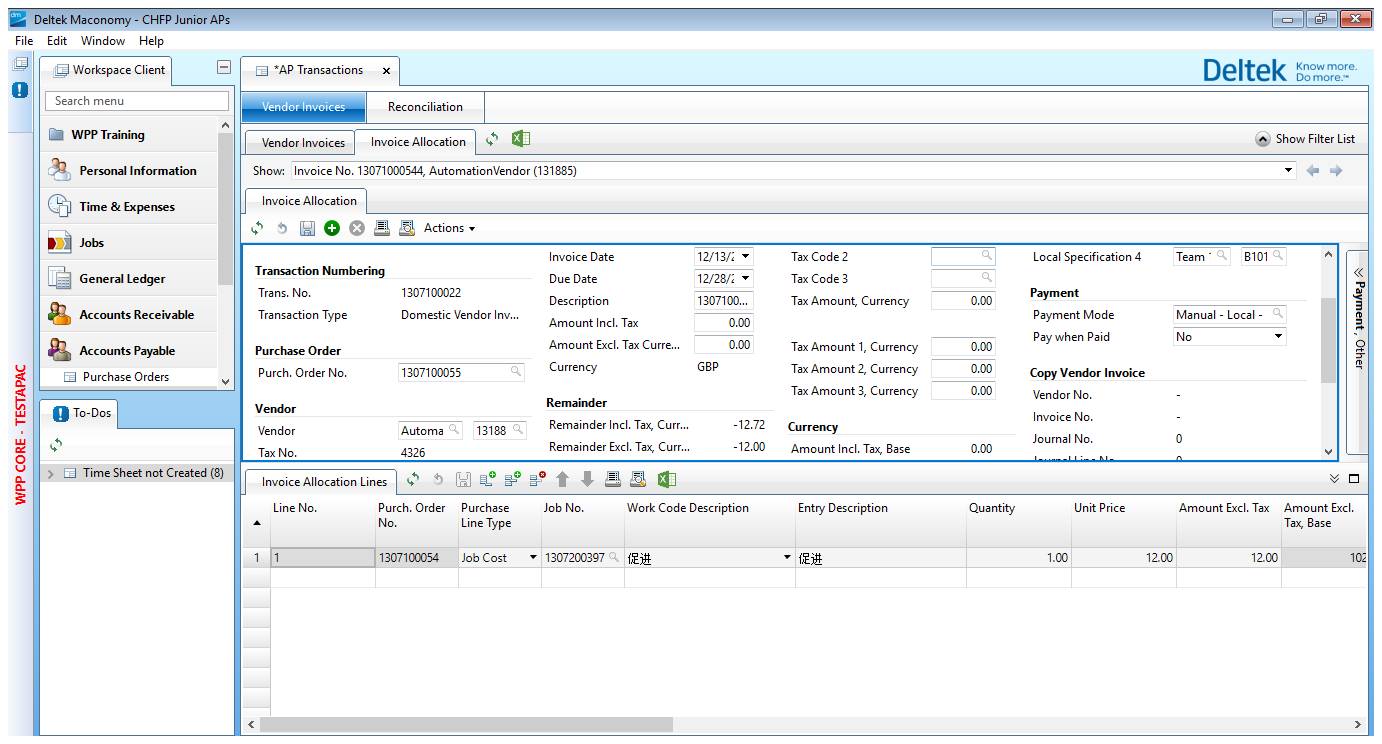 Deltek Maconomy - CHFP Junior APs
File Edit Window Help
Workspace Client
Search menu
WPP Training
Personal Information
Time & Expenses
Jobs
General Ledger
Accounts Receivable
Accounts Payable
Purchase Orders
To-Dos
Time Sheet not Created (8)
WPP CORE - TESTAPAC
*AP Transactions
Deltek Know more. Do more.™
Vendor Invoices Reconciliation
Vendor Invoices Invoice Allocation Show Filter List
Show: Invoice No. 13071000544, AutomationVendor (131885)
Invoice Allocation
Actions
Transaction Numbering
Trans. No. 1307100022
Transaction Type Domestic Vendor Inv...
Purchase Order
Purch. Order No. 1307100055
Vendor
Vendor Automa 13188
Tax No. 4326
Invoice Date 12/13/2
Due Date 12/28/2
Description 1307100...
Amount Incl. Tax 0.00
Amount Excl. Tax Curre... 0.00
Currency GBP
Remainder
Remainder Incl. Tax, Curr... -12.72
Remainder Excl. Tax, Curr... -12.00
Tax Code 2
Tax Code 3
Tax Amount, Currency 0.00
Tax Amount 1, Currency 0.00
Tax Amount 2, Currency 0.00
Tax Amount 3, Currency 0.00
Currency
Amount Incl. Tax, Base 0.00
Local Specification 4 Team B101
Payment
Payment Mode Manual - Local -
Pay when Paid No
Copy Vendor Invoice
Vendor No. -
Invoice No. -
Journal No. 0
Payment, Other
Invoice Allocation Lines
Line No. Purch. Order No. Purchase Line Type Job No. Work Code Description Entry Description Quantity Unit Price Amount Excl. Tax Amount Excl. Tax, Base
1 1 1307100054 Job Cost 1307200397 促进 促进 1.00 12.00 12.00 102